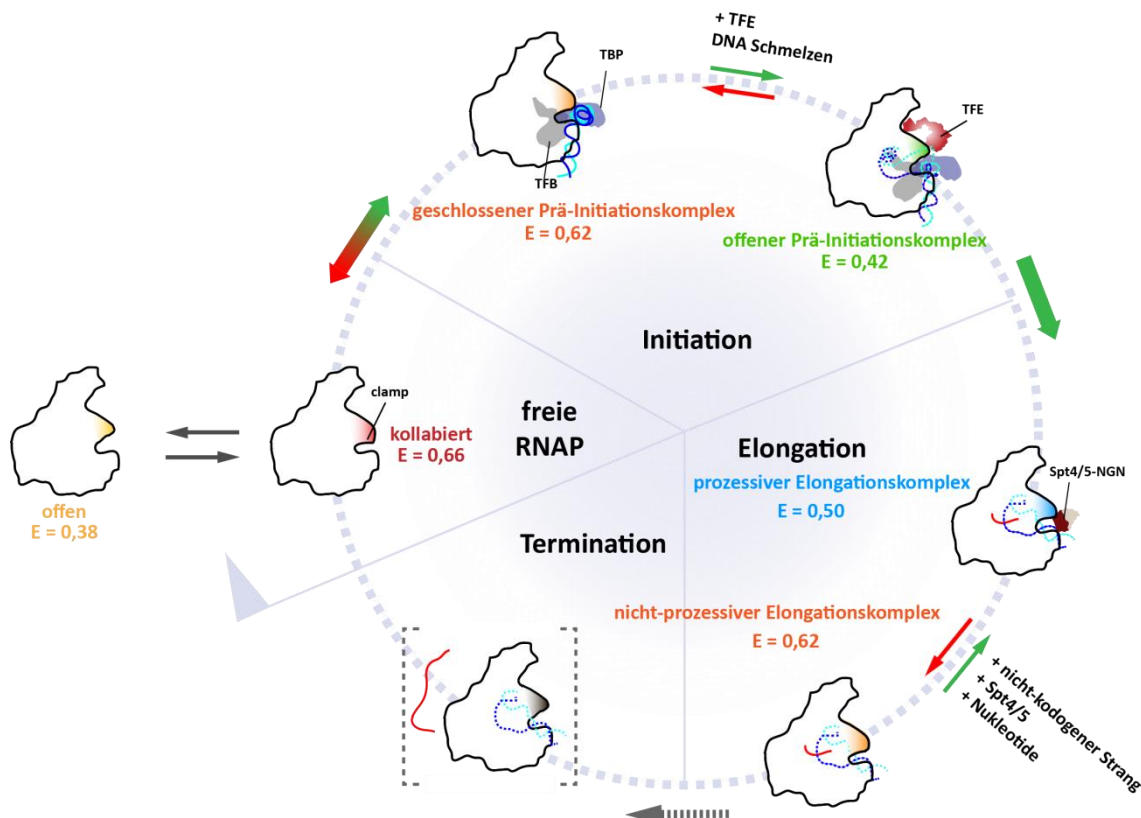 + TFE
DNA Schmelzen
TBP
TFE
TFB
geschlossener Prä-Initiationskomplex
E = 0,62
offener Prä-Initiationskomplex
E = 0,42
Initiation
clamp
freie
RNAP
kollabiert
E = 0,66
offen
E = 0,38
Elongation
prozessiver Elongationskomplex
E = 0,50
Spt4/5-NGN
Termination
nicht-prozessiver Elongationskomplex
E = 0,62
+ nicht-kodogener Strang
+ Spt4/5
+ Nukleotide